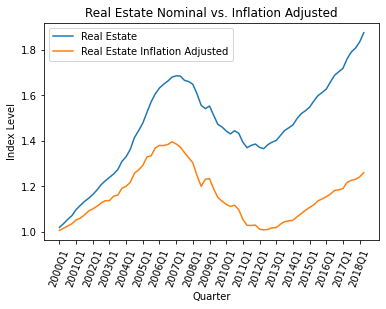 Real Estate Nominal vs. Inflation Adjusted
Real Estate
Real Estate Inflation Adjusted
Index Level
1.8
1.6
1.4
1.2
1.0
2000Q1
2001Q1
2002Q1
2003Q1
2004Q1
2005Q1
2006Q1
2007Q1
2008Q1
2009Q1
2010Q1
2011Q1
2012Q1
2013Q1
2014Q1
2015Q1
2016Q1
2017Q1
2018Q1
Quarter